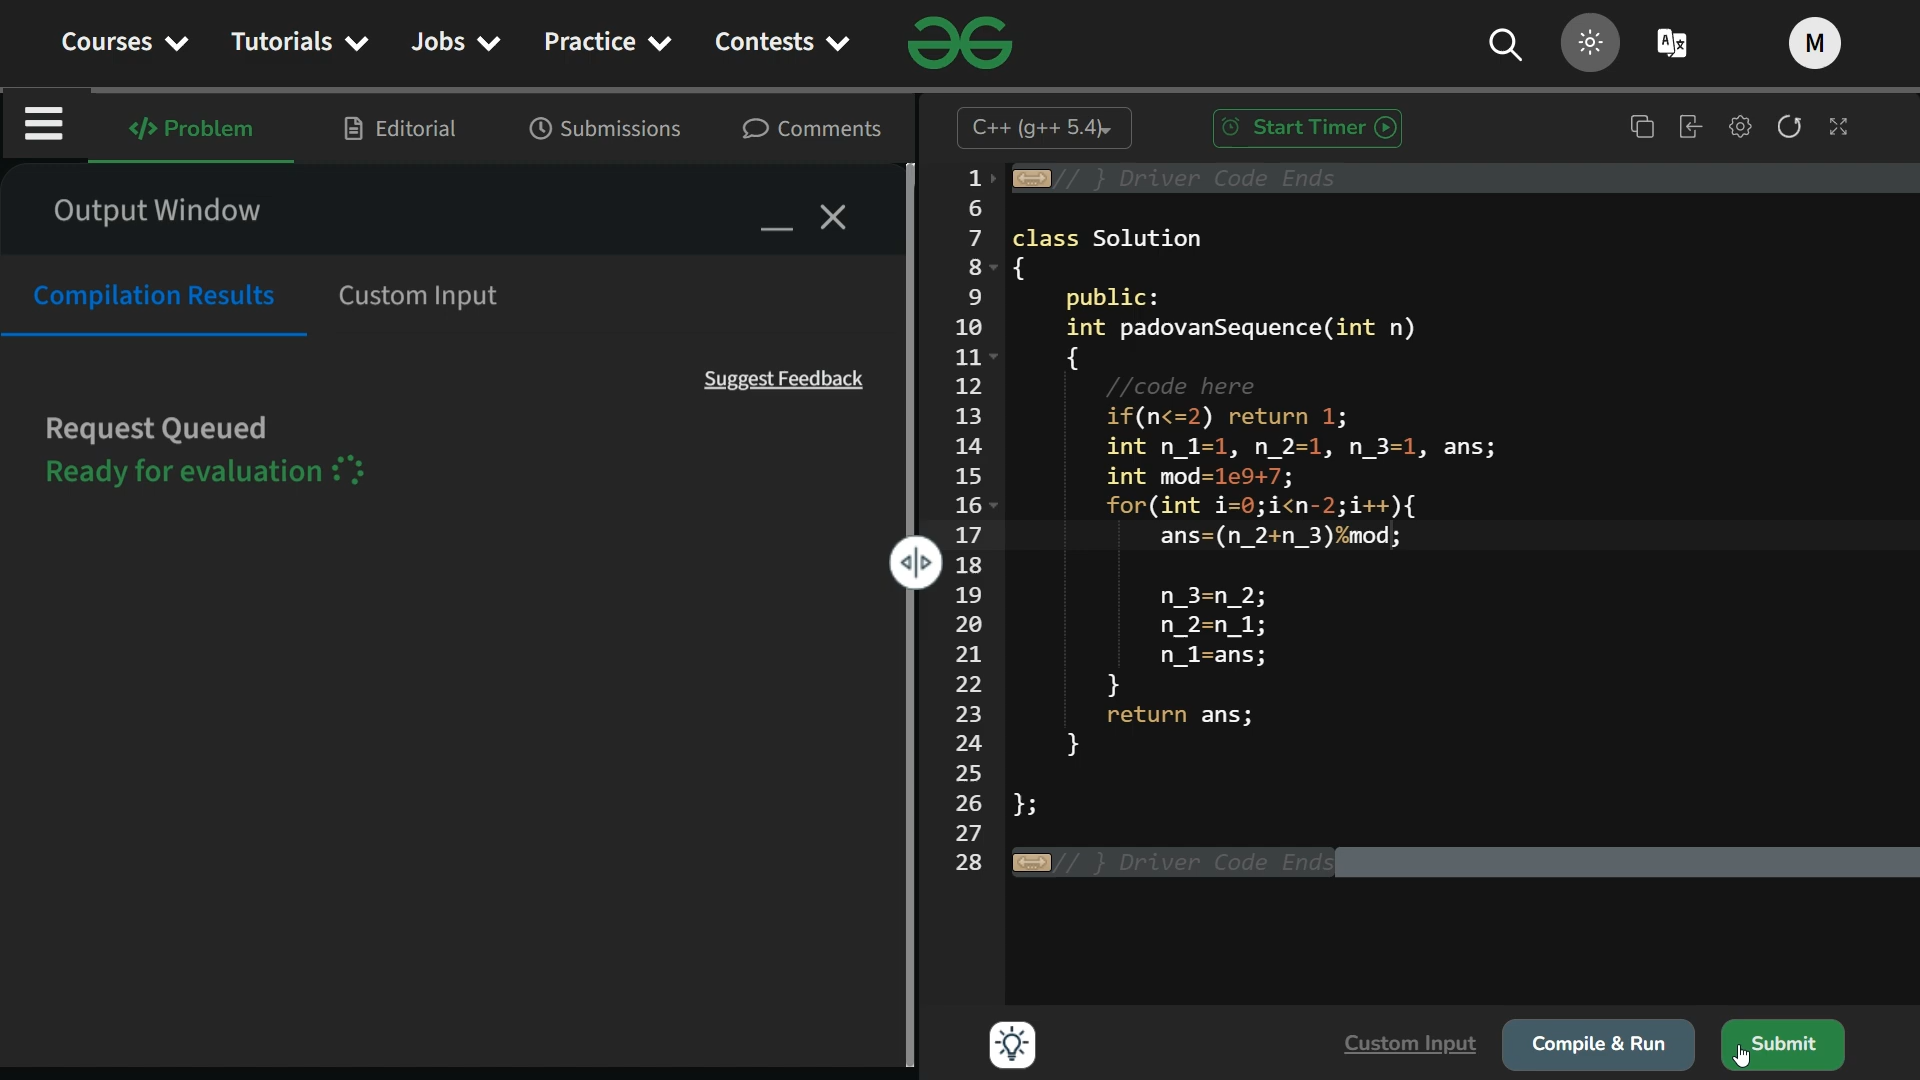 Courses Tutorials Jobs Practice Contests
M
</> Problem Editorial Submissions Comments
C++ (g++ 5.4) Start Timer
Output Window
Compilation Results Custom Input
Suggest Feedback
Request Queued
Ready for evaluation
1 // } Driver Code Ends
6
7 class Solution
8 {
9 public:
10 int padovanSequence(int n)
11 {
12 //code here
13 if(n<=2) return 1;
14 int n_1=1, n_2=1, n_3=1, ans;
15 int mod=1e9+7;
16 for(int i=0;i<n-2;i++){
17 ans=(n_2+n_3)%mod;
18
19 n_3=n_2;
20 n_2=n_1;
21 n_1=ans;
22 }
23 return ans;
24 }
25
26 };
27
28 // } Driver Code Ends
Custom Input Compile & Run Submit